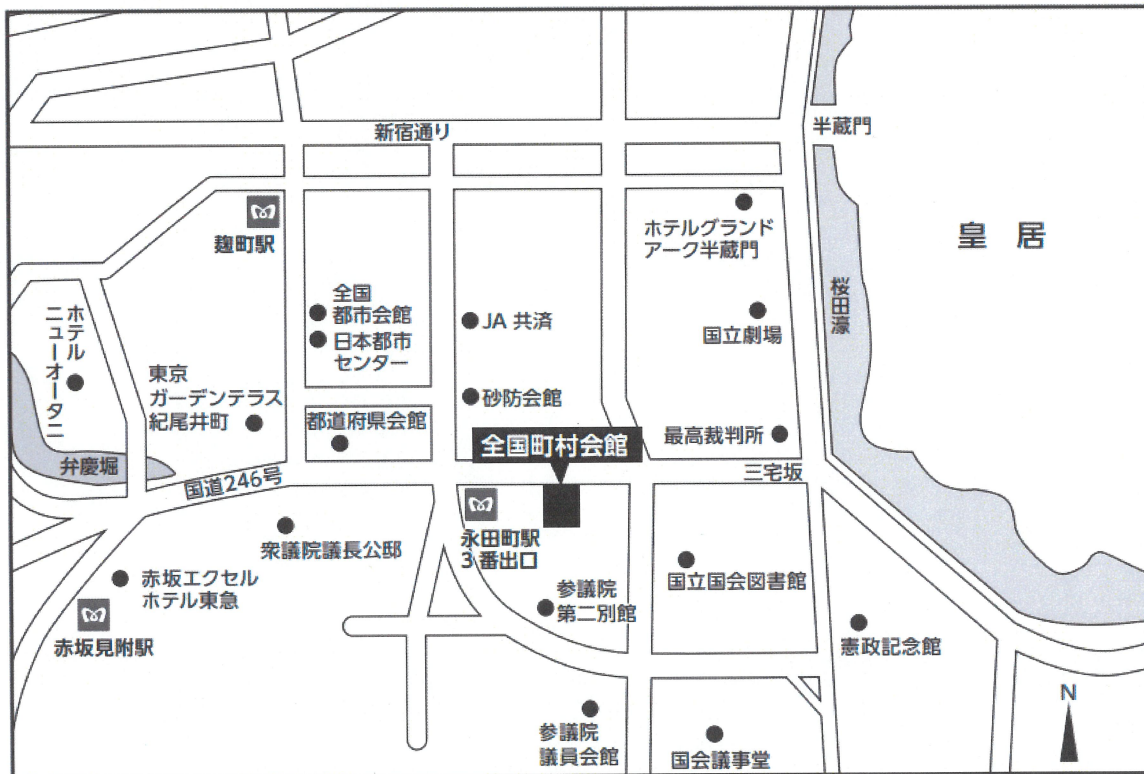 新宿通り
半蔵門
麹町駅
ホテルグランド
アーク半蔵門
皇 居
全国
都市会館
日本都市
センター
JA 共済
国立劇場
桜田濠
ホテル
ニューオータニ
東京
ガーデンテラス
紀尾井町
砂防会館
都道府県会館
全国町村会館
最高裁判所
弁慶堀
国道246号
三宅坂
衆議院議長公邸
永田町駅
3番出口
赤坂エクセル
ホテル東急
赤坂見附駅
参議院
第二別館
国立国会図書館
憲政記念館
参議院
議員会館
国会議事堂
N